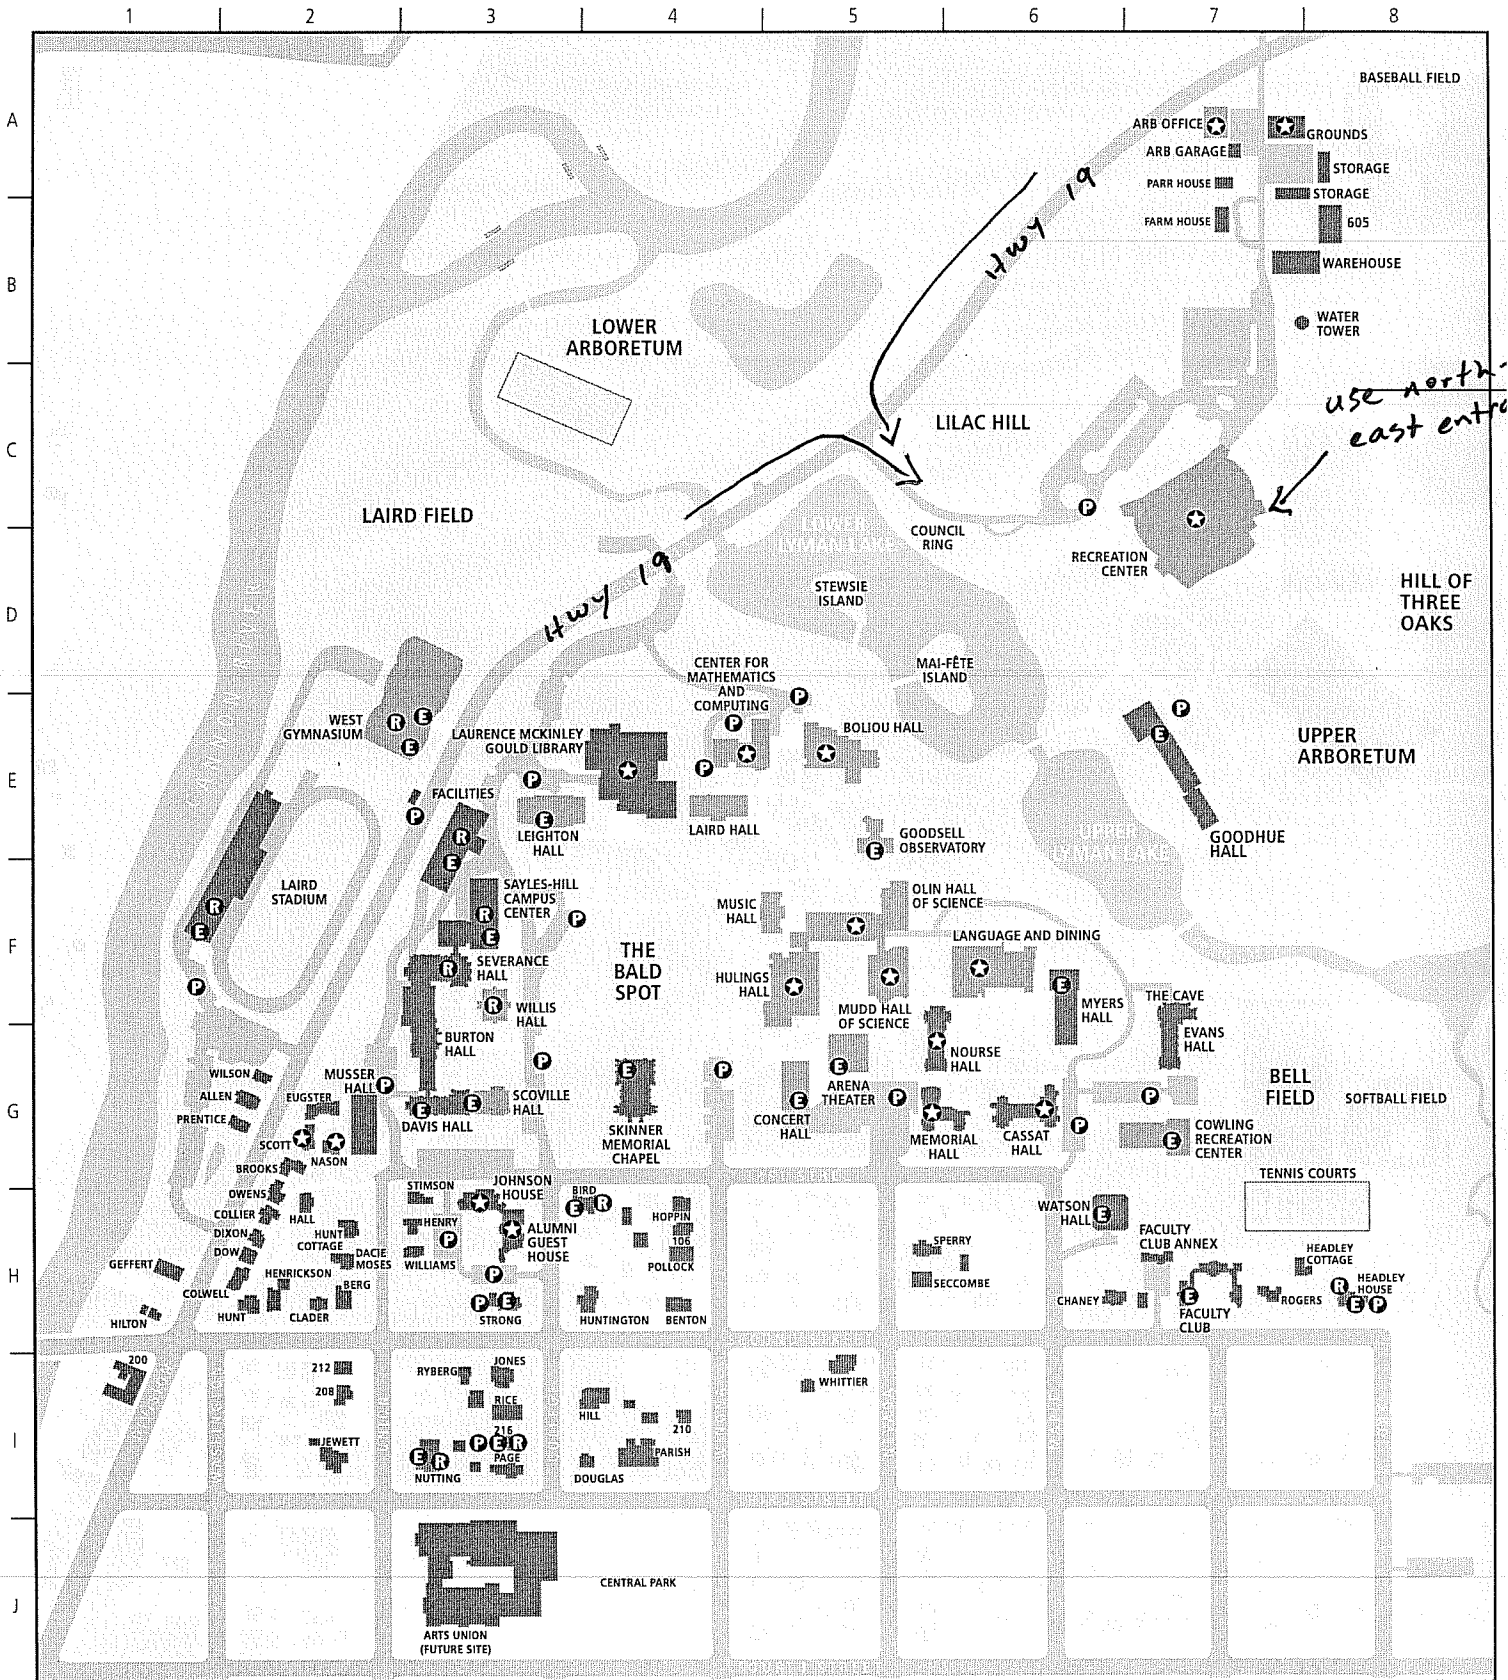 1 2 3 4 5 6 7 8
A
B
C
D
E
F
G
H
I
J
BASEBALL FIELD
ARB OFFICE
GROUNDS
ARB GARAGE
STORAGE
PARR HOUSE
STORAGE
FARM HOUSE
605
WAREHOUSE
WATER
TOWER
Hwy 19
LOWER
ARBORETUM
use north-
east
LILAC HILL
LAIRD FIELD
LOWER
LYMAN LAKE
COUNCIL
RING
RECREATION
CENTER
STEWSIE
ISLAND
HILL OF
THREE
OAKS
Hwy 19
CANNON RIVER
MAI-FÊTE
ISLAND
CENTER FOR
MATHEMATICS
AND
COMPUTING
P
P
P
P
WEST
GYMNASIUM
R E
E
LAURENCE MCKINLEY
GOULD LIBRARY
BOLIOU HALL
E
UPPER
ARBORETUM
P
P
FACILITIES
R
E
LEIGHTON
HALL
E
LAIRD HALL
GOODSELL
OBSERVATORY
E
UPPER
LYMAN LAKE
GOODHUE
HALL
LAIRD
STADIUM
R
E
P
SAYLES-HILL
CAMPUS
CENTER
R
E
P
MUSIC
HALL
OLIN HALL
OF SCIENCE
LANGUAGE AND DINING
THE
BALD
SPOT
SEVERANCE
HALL
R
HULINGS
HALL
MUDD HALL
OF SCIENCE
E
MYERS
HALL
THE CAVE
EVANS
HALL
R
WILLIS
HALL
BURTON
HALL
NOURSE
HALL
P
WILSON
MUSSER
HALL
P
E
P
E
ARENA
THEATER
P
BELL
FIELD
SOFTBALL FIELD
P
ALLEN
EUGSTER
PRENTICE
E E
DAVIS HALL
SCOVILLE
HALL
SKINNER
MEMORIAL
CHAPEL
E
CONCERT
HALL
MEMORIAL
HALL
CASSAT
HALL
P
E
COWLING
RECREATION
CENTER
SCOTT
NASON
BROOKS
TENNIS COURTS
OWENS
COLLIER
HALL
DIXON
HUNT
COTTAGE
DOW
DACIE
MOSES
GEFFERT
HENRICKSON
BERG
COLWELL
HUNT
CLADER
HILTON
STIMSON
JOHNSON
HOUSE
HENRY
P
ALUMNI
GUEST
HOUSE
WILLIAMS
P
P E
STRONG
BIRD
E R
HOPPIN
106
POLLOCK
HUNTINGTON
BENTON
SPERRY
SECCOMBE
WATSON
HALL
E
FACULTY
CLUB ANNEX
HEADLEY
COTTAGE
CHANEY
E
FACULTY
CLUB
ROGERS
R
HEADLEY
HOUSE
E P
200
212
208
JEWETT
RYBERG
JONES
RICE
216
P E R
PAGE
E R
NUTTING
HILL
210
PARISH
DOUGLAS
WHITTIER
CENTRAL PARK
ARTS UNION
(FUTURE SITE)